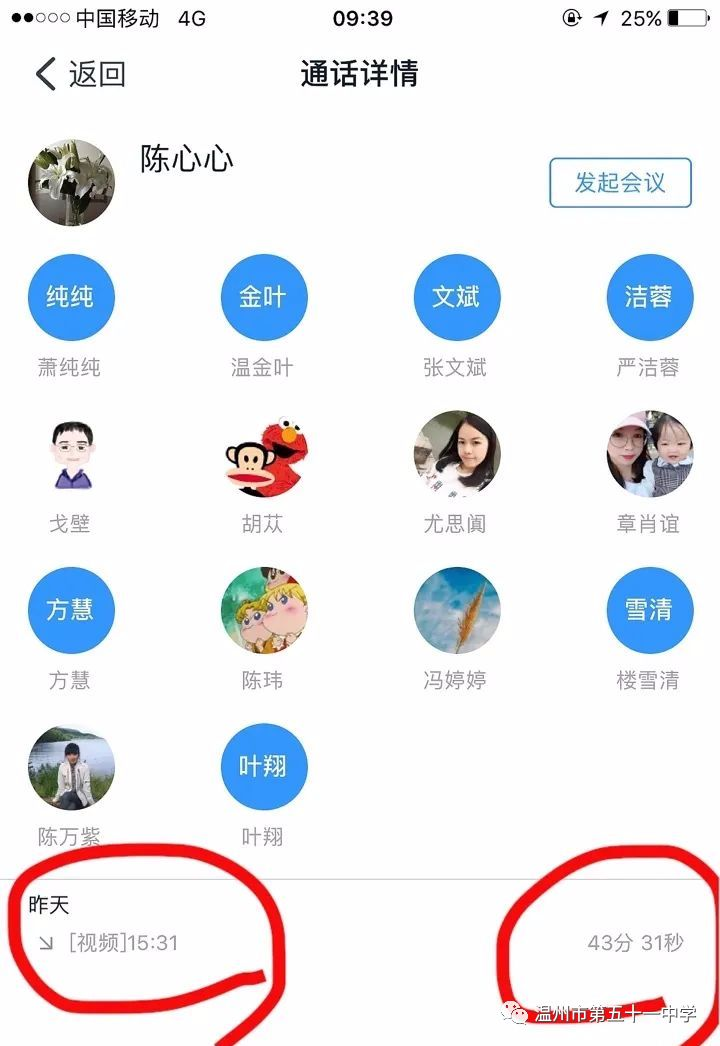 中国移动 4G 09:39 25%
返回 通话详情
陈心心
发起会议
纯纯 金叶 文斌 洁蓉
萧纯纯 温金叶 张文斌 严洁蓉
戈壁 胡苡 尤思阗 章肖谊
方慧 雪清
方慧 陈玮 冯婷婷 楼雪清
叶翔
陈万紫 叶翔
昨天
[视频]15:31 43分 31秒
温州市第五十一中学